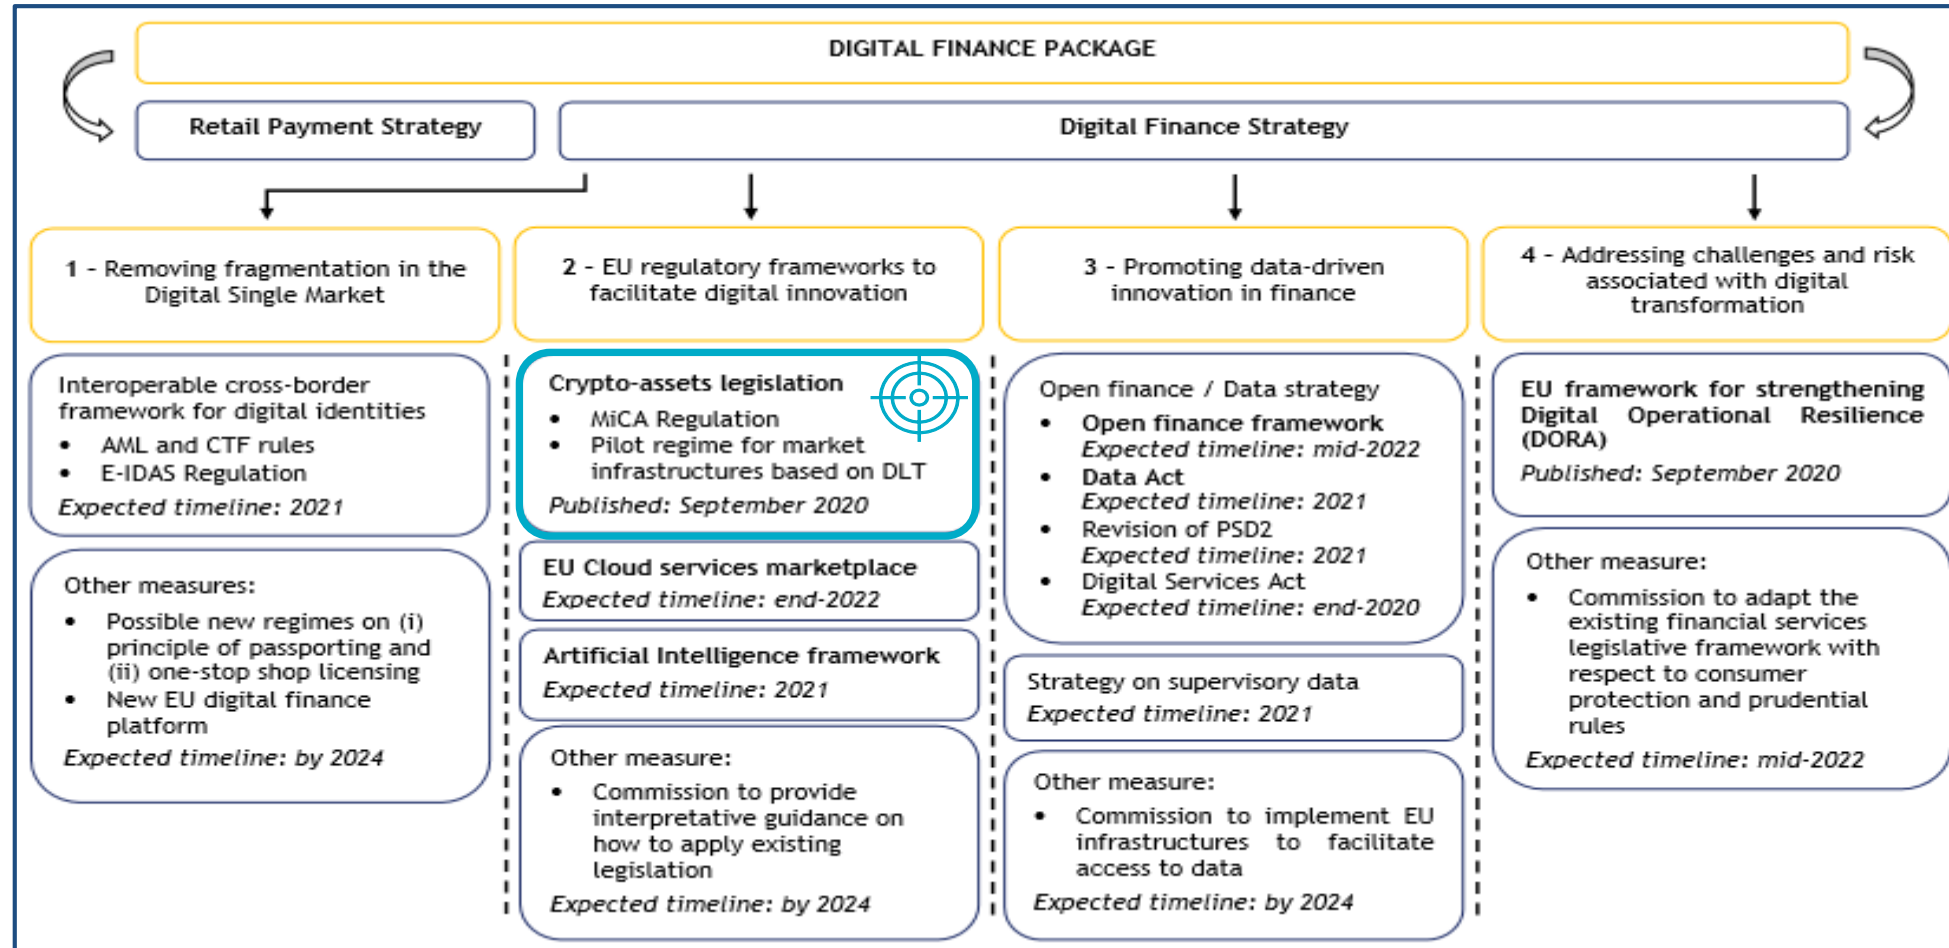 DIGITAL FINANCE PACKAGE
Retail Payment Strategy
Digital Finance Strategy
1 - Removing fragmentation in the
Digital Single Market
Interoperable cross-border
framework for digital identities
• AML and CTF rules
• E-IDAS Regulation
Expected timeline: 2021
Other measures:
• Possible new regimes on (i)
principle of passporting and
(ii) one-stop shop licensing
• New EU digital finance
platform
Expected timeline: by 2024
2 - EU regulatory frameworks to
facilitate digital innovation
Crypto-assets legislation
• MiCA Regulation
• Pilot regime for market
infrastructures based on DLT
Published: September 2020
EU Cloud services marketplace
Expected timeline: end-2022
Artificial Intelligence framework
Expected timeline: 2021
Other measure:
• Commission to provide
interpretative guidance on
how to apply existing
legislation
Expected timeline: by 2024
3 - Promoting data-driven
innovation in finance
Open finance / Data strategy
• Open finance framework
Expected timeline: mid-2022
• Data Act
Expected timeline: 2021
• Revision of PSD2
Expected timeline: 2021
• Digital Services Act
Expected timeline: end-2020
Strategy on supervisory data
Expected timeline: 2021
Other measure:
• Commission to implement EU
infrastructures to facilitate
access to data
Expected timeline: by 2024
4 - Addressing challenges and risk
associated with digital
transformation
EU framework for strengthening
Digital Operational Resilience
(DORA)
Published: September 2020
Other measure:
• Commission to adapt the
existing financial services
legislative framework with
respect to consumer
protection and prudential
rules
Expected timeline: mid-2022